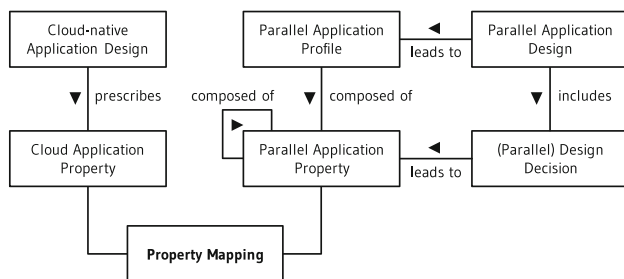 Cloud-native
Application Design
Parallel Application
Profile
Parallel Application
Design
leads to
prescribes
composed of
composed of
includes
Cloud Application
Property
Parallel Application
Property
(Parallel) Design
Decision
leads to
Property Mapping